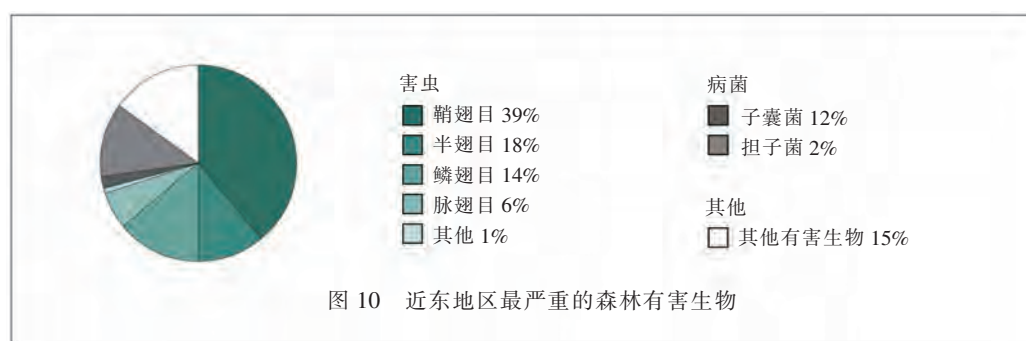 害虫
鞘翅目 39%
半翅目 18%
鳞翅目 14%
脉翅目 6%
其他 1%
病菌
子囊菌 12%
担子菌 2%
其他
其他有害生物 15%
图 10 近东地区最严重的森林有害生物